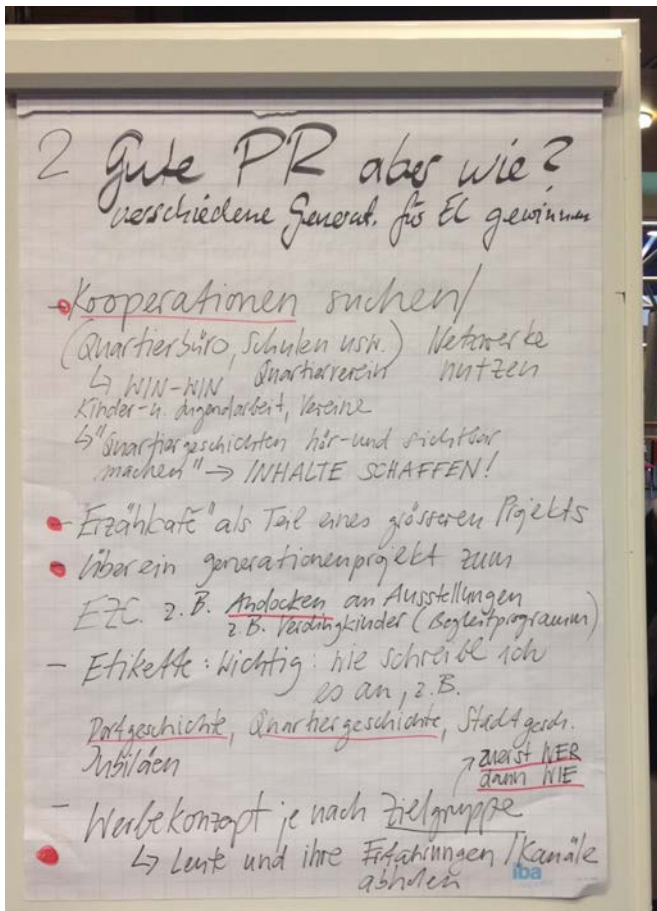 2 Gute PR aber wie?
verschiedene Generat. für EC gewinnen
- Kooperationen suchen/
(Quartierbüro, Schulen usw.) Netzwerke
↳ WIN-WIN Quartierverein nutzen
Kinder- u. Jugendarbeit, Vereine
↳ "Quartiergeschichten hör- und sichtbar
machen" → INHALTE SCHAFFEN!
- Erzählcafé" als Teil eines grösseren Projekts
Über ein generationenprojekt zum
EZC. z.B. Andocken an Ausstellungen
z.B. Verdingkinder (Begleitprogramm)
- Etikette: Wichtig: wie schreibe ich
es an, z.B.
Dorfgeschichte, Quartiergeschichte, Stadtgesch.
Jubiläen
zuerst WER
dann WIE
- Werbekonzept je nach Zielgruppe
↳ Leute und ihre Erfahrungen / Kanäle
abholen
iba